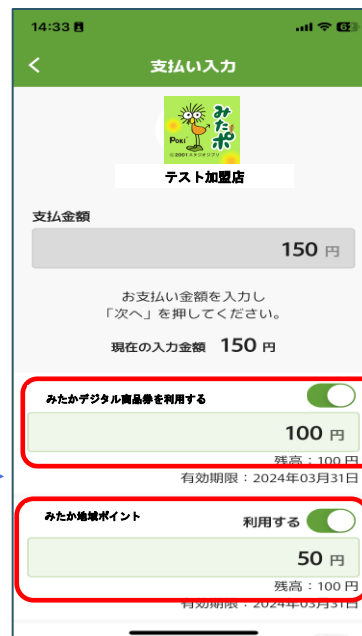 14:33
62
支払い入力
みた
ポ
POKI
© 2001 スタジオジブリ
テスト加盟店
支払金額
150 円
お支払い金額を入力し
「次へ」を押してください。
現在の入力金額 150 円
みたかデジタル商品券を利用する
100 円
残高：100 円
有効期限：2024年03月31日
みたか地域ポイント 利用する
50 円
残高：100 円
有効期限：2024年03月31日